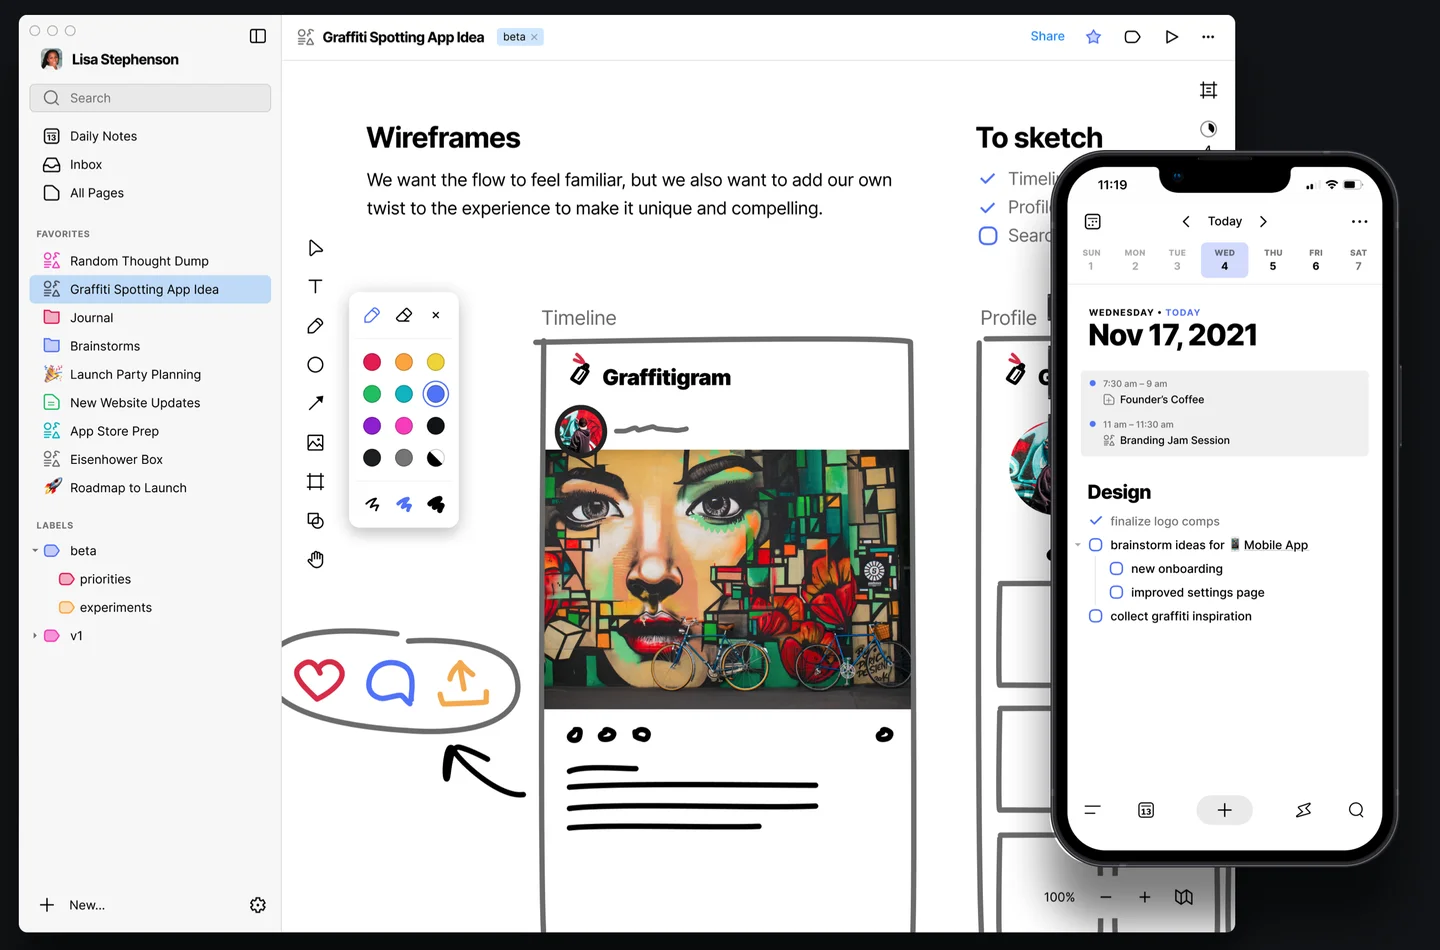 Lisa Stephenson
Search
13 Daily Notes
Inbox
All Pages
FAVORITES
Random Thought Dump
Graffiti Spotting App Idea
Journal
Brainstorms
Launch Party Planning
New Website Updates
App Store Prep
Eisenhower Box
Roadmap to Launch
LABELS
beta
priorities
experiments
v1
New...
Graffiti Spotting App Idea beta ×
Share
Wireframes
We want the flow to feel familiar, but we also want to add our own
twist to the experience to make it unique and compelling.
To sketch
Timeli
Profil
Searc
T
Timeline
Graffitigram
Profile
G
100%
11:19
Today
SUN MON TUE WED THU FRI SAT
1 2 3 4 5 6 7
WEDNESDAY • TODAY
Nov 17, 2021
7:30 am – 9 am
Founder's Coffee
11 am – 11:30 am
Branding Jam Session
Design
finalize logo comps
brainstorm ideas for Mobile App
new onboarding
improved settings page
collect graffiti inspiration
13